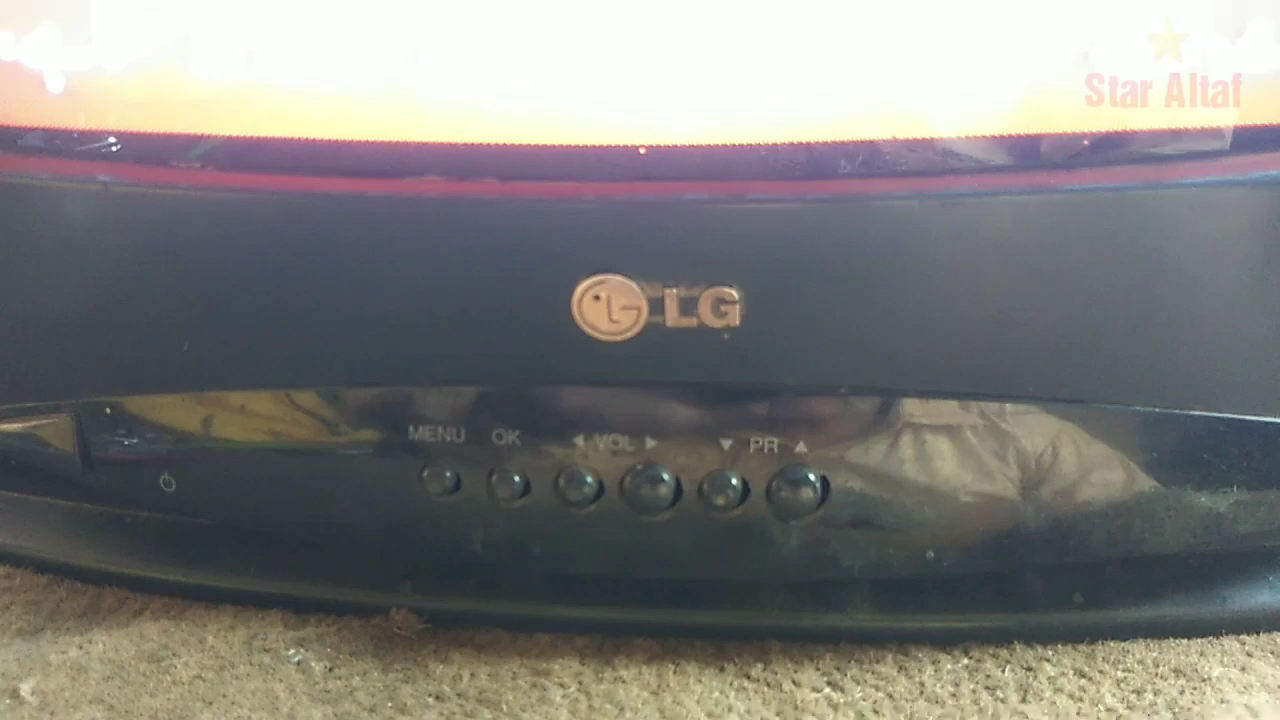 Star Altaf
LG
MENU OK ◄ VOL ► ▼ PR ▲